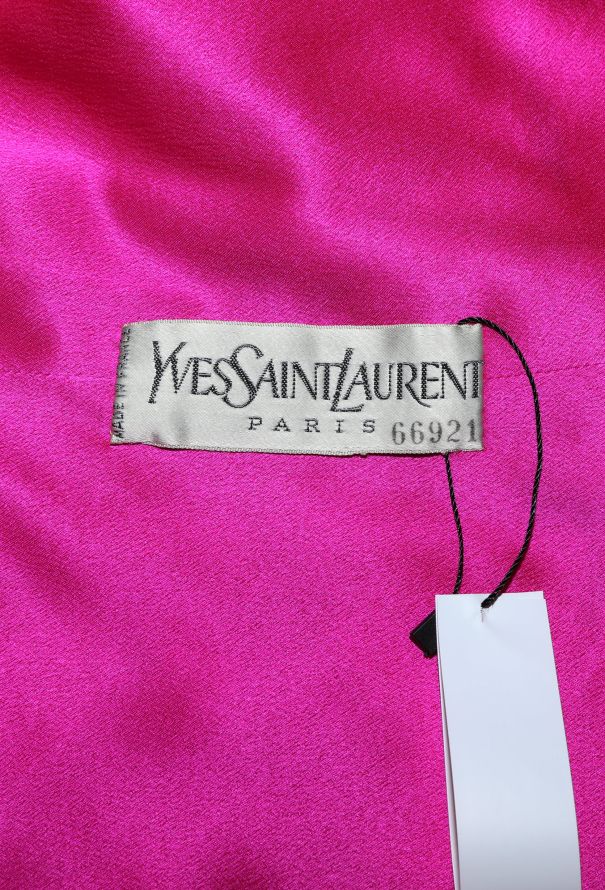 MADE IN FRANCE
YVESSAINTLAURENT
PARIS 66921